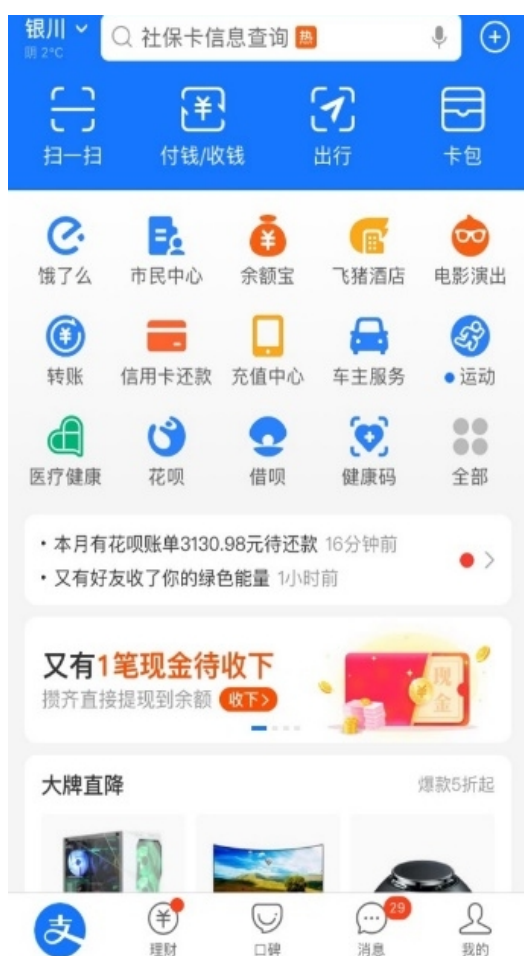 银川
阴 2°C
社保卡信息查询 热
扫一扫 付钱/收钱 出行 卡包
饿了么 市民中心 余额宝 飞猪酒店 电影演出
转账 信用卡还款 充值中心 车主服务 运动
医疗健康 花呗 借呗 健康码 全部
· 本月有花呗账单3130.98元待还款 16分钟前
· 又有好友收了你的绿色能量 1小时前
又有1笔现金待收下
攒齐直接提现到余额 收下>
现金
大牌直降 爆款5折起
支 理财 口碑 29 消息 我的